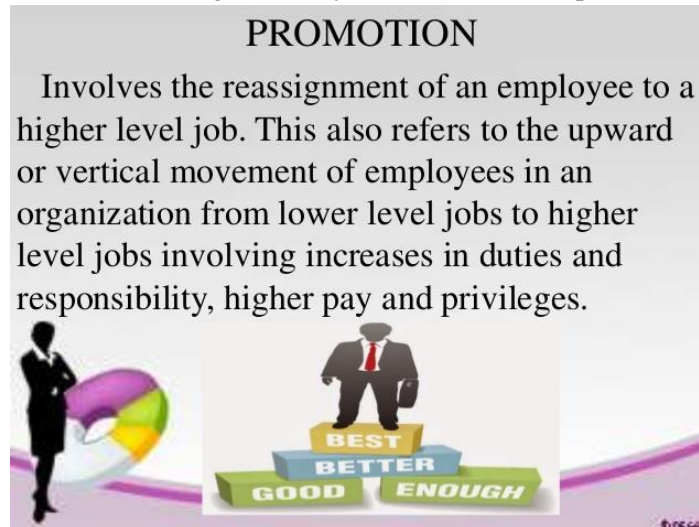 PROMOTION
Involves the reassignment of an employee to a
higher level job. This also refers to the upward
or vertical movement of employees in an
organization from lower level jobs to higher
level jobs involving increases in duties and
responsibility, higher pay and privileges.
BEST
BETTER
GOOD ENOUGH